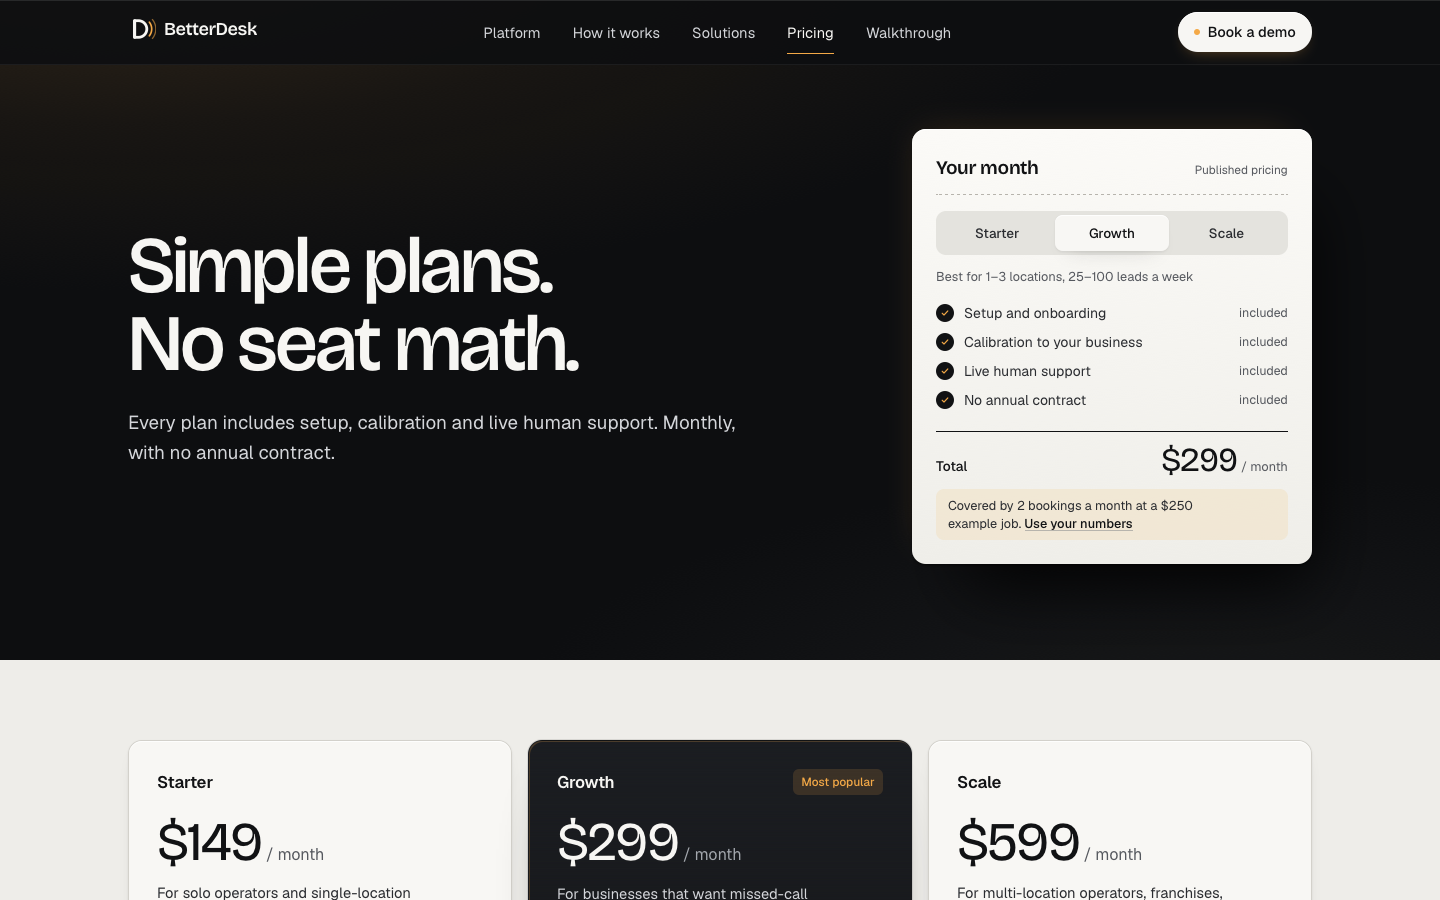 BetterDesk
Platform
How it works
Solutions
Pricing
Walkthrough
Book a demo
Simple plans.
No seat math.
Every plan includes setup, calibration and live human support. Monthly,
with no annual contract.
Your month
Published pricing
Starter
Growth
Scale
Best for 1–3 locations, 25–100 leads a week
Setup and onboarding included
Calibration to your business included
Live human support included
No annual contract included
Total $299 / month
Covered by 2 bookings a month at a $250
example job. Use your numbers
Starter
$149 / month
For solo operators and single-location
Growth
Most popular
$299 / month
For businesses that want missed-call
Scale
$599 / month
For multi-location operators, franchises,